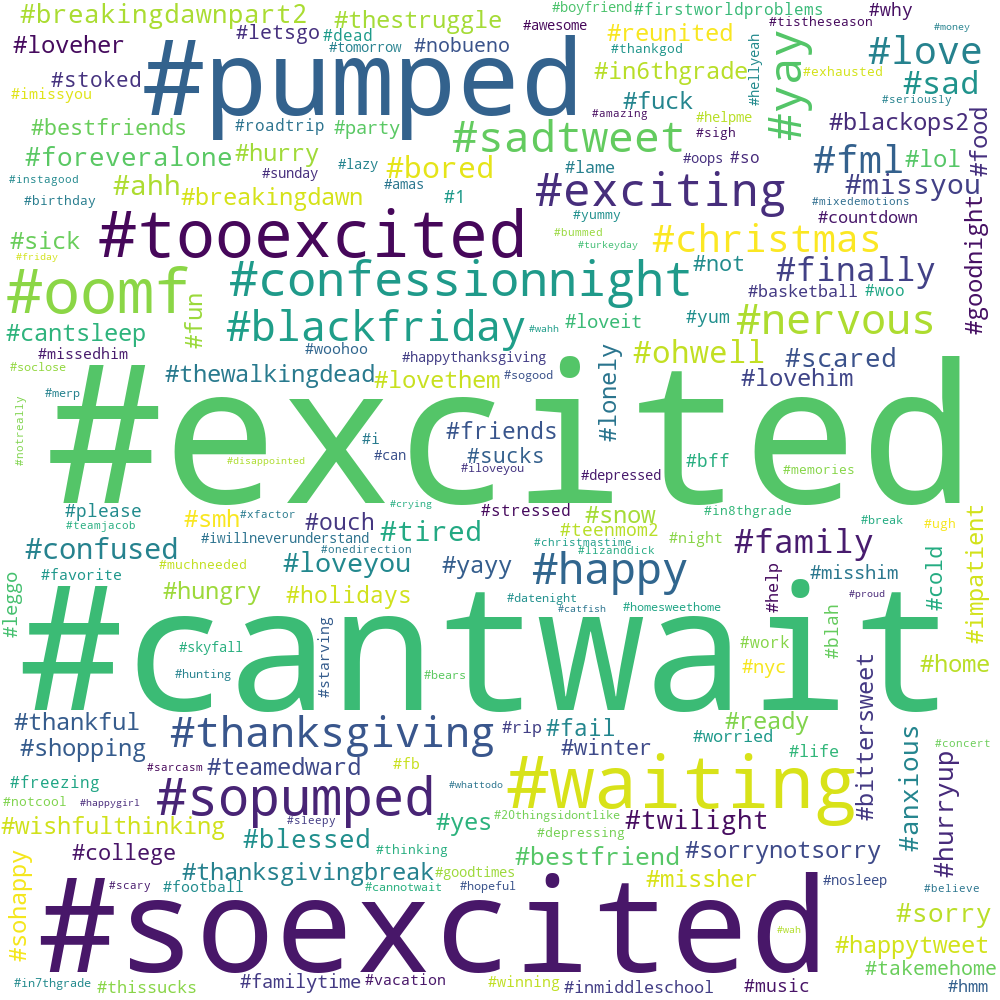 #breakingdawnpart2
#thestruggle
#boyfriend
#firstworldproblems
#why
#loveher
#letsgo
#dead
#tomorrow
#nobueno
#awesome
#reunited
#thankgod
#tistheseason
#money
#love
#stoked
#pumped
#in6thgrade
#hellyeah
#yay
#exhausted
#sad
#imissyou
#fuck
#seriously
#bestfriends
#roadtrip
#party
#sadtweet
#amazing
#helpme
#sigh
#blackops2
#food
#foreveralone
#hurry
#lazy
#bored
#lame
#oops
#so
#fml
#lol
#instagood
#ahh
#sunday
#amas
#exciting
#missyou
#birthday
#breakingdawn
#1
#yummy
#mixedemotions
#countdown
#goodnight
#sick
#tooexcited
#bummed
#turkeyday
#christmas
#friday
#oomf
#confessionnight
#not
#finally
#fun
#basketball
#woo
#cantsleep
#blackfriday
#wahh
#loveit
#yum
#nervous
#missedhim
#woohoo
#happythanksgiving
#ohwell
#scared
#soclose
#thewalkingdead
#lovethem
#sogood
#lonely
#lovehim
#merp
#excited
#notreally
#i
#friends
#can
#sucks
#disappointed
#iloveyou
#depressed
#bff
#memories
#please
#teamjacob
#smh
#xfactor
#ouch
#crying
#tired
#stressed
#snow
#in8thgrade
#break
#ugh
#impatient
#iwillneverunderstand
#teenmom2
#night
#family
#confused
#onedirection
#christmastime
#lizanddick
#cold
#favorite
#muchneeded
#loveyou
#yayy
#happy
#help
#misshim
#leggo
#hungry
#holidays
#datenight
#catfish
#homesweethome
#proud
#cantwait
#starving
#skyfall
#hunting
#bears
#work
#nyc
#blah
#home
#bittersweet
#thankful
#thanksgiving
#rip
#fail
#ready
#worried
#shopping
#winter
#life
#anxious
#concert
#sarcasm
#teamedward
#fb
#waiting
#hurryup
#freezing
#whattodo
#notcool
#happygirl
#sopumped
#sleepy
#yes
#20thingsidontlike
#twilight
#wishfulthinking
#blessed
#depressing
#college
#thinking
#bestfriend
#sorrynotsorry
#sohappy
#scary
#football
#thanksgivingbreak
#cannotwait
#goodtimes
#hopeful
#missher
#nosleep
#believe
#soexcited
#wah
#sorry
#happytweet
#takemehome
#in7thgrade
#thissucks
#familytime
#vacation
#winning
#inmiddleschool
#music
#hmm